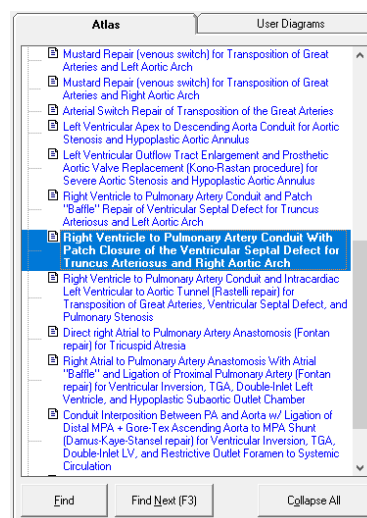 Atlas
User Diagrams
Mustard Repair (venous switch) for Transposition of Great
Arteries and Left Aortic Arch
Mustard Repair (venous switch) for Transposition of Great
Arteries and Right Aortic Arch
Arterial Switch Repair of Transposition of the Great Arteries
Left Ventricular Apex to Descending Aorta Conduit for Aortic
Stenosis and Hypoplastic Aortic Annulus
Left Ventricular Outflow Tract Enlargement and Prosthetic
Aortic Valve Replacement (Kono-Rastan procedure) for
Severe Aortic Stenosis and Hypoplastic Aortic Annulus
Right Ventricle to Pulmonary Artery Conduit and Patch
"Baffle" Repair of Ventricular Septal Defect for Truncus
Arteriosus and Left Aortic Arch
Right Ventricle to Pulmonary Artery Conduit With
Patch Closure of the Ventricular Septal Defect for
Truncus Arteriosus and Right Aortic Arch
Right Ventricle to Pulmonary Artery Conduit and Intracardiac
Left Ventricular to Aortic Tunnel (Rastelli repair) for
Transposition of Great Arteries, Ventricular Septal Defect, and
Pulmonary Stenosis
Direct right Atrial to Pulmonary Artery Anastomosis (Fontan
repair) for Tricuspid Atresia
Right Atrial to Pulmonary Artery Anastomosis With Atrial
"Baffle" and Ligation of Proximal Pulmonary Artery (Fontan
repair) for Ventricular Inversion, TGA, Double-Inlet Left
Ventricle, and Hypoplastic Subaortic Outlet Chamber
Conduit Interposition Between PA and Aorta w/ Ligation of
Distal MPA + Gore-Tex Ascending Aorta to MPA Shunt
(Damus-Kaye-Stansel repair) for Ventricular Inversion, TGA,
Double-Inlet LV, and Restrictive Outlet Foramen to Systemic
Circulation
Find
Find Next (F3)
Collapse All